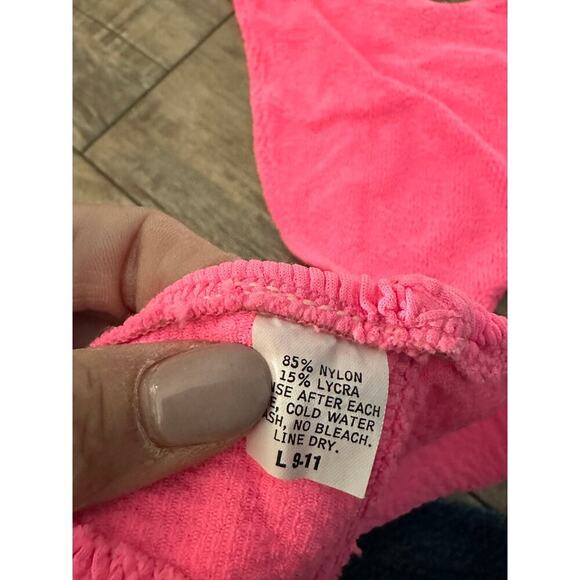 85% NYLON
15% LYCRA
AFTER EACH
COLD WATER
NO BLEACH.
LINE DRY.
L 9-11